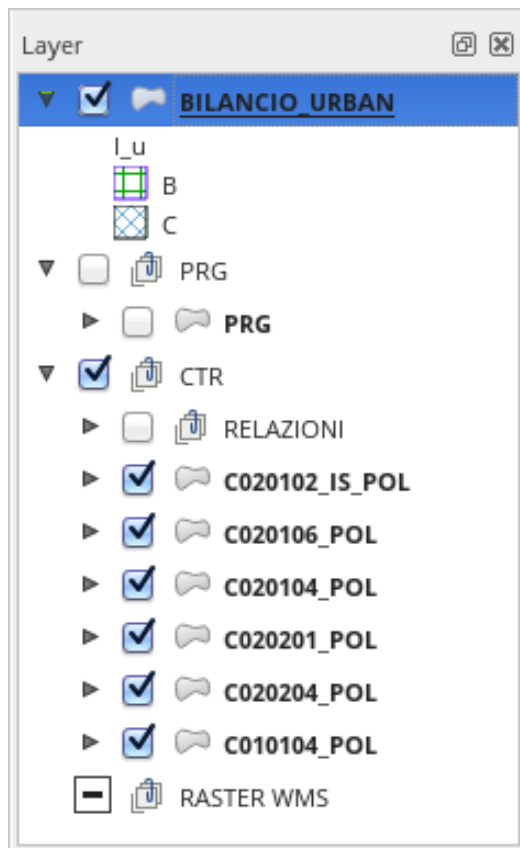 Layer
BILANCIO_URBAN
l_u
B
C
PRG
PRG
CTR
RELAZIONI
C020102_IS_POL
C020106_POL
C020104_POL
C020201_POL
C020204_POL
C010104_POL
RASTER WMS